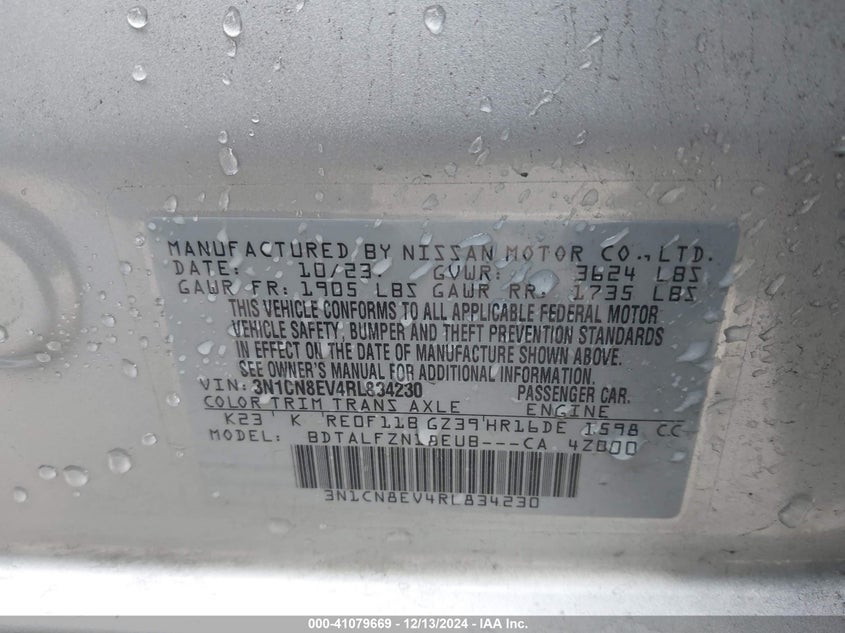 MANUFACTURED BY NISSAN MOTOR CO., LTD.
DATE: 10/23 GVWR: 3624 LBS
GAWR FR: 1905 LBS GAWR RR: 1735 LBS
THIS VEHICLE CONFORMS TO ALL APPLICABLE FEDERAL MOTOR
VEHICLE SAFETY, BUMPER AND THEFT PREVENTION STANDARDS
IN EFFECT ON THE DATE OF MANUFACTURE SHOWN ABOVE.
SEE OWNER'S MANUAL FOR ADDITIONAL
VIN: 3N1CN8EV4RL834230 PASSENGER CAR.
COLOR TRIM TRANS AXLE ENGINE
K23 K RE0F11B GZ39 HR16DE 1598 CC
MODEL: BDTALFZN18EUB---CA 4Z800
3N1CN8EV4RL834230
000-41079669 - 12/13/2024 - IAA Inc.